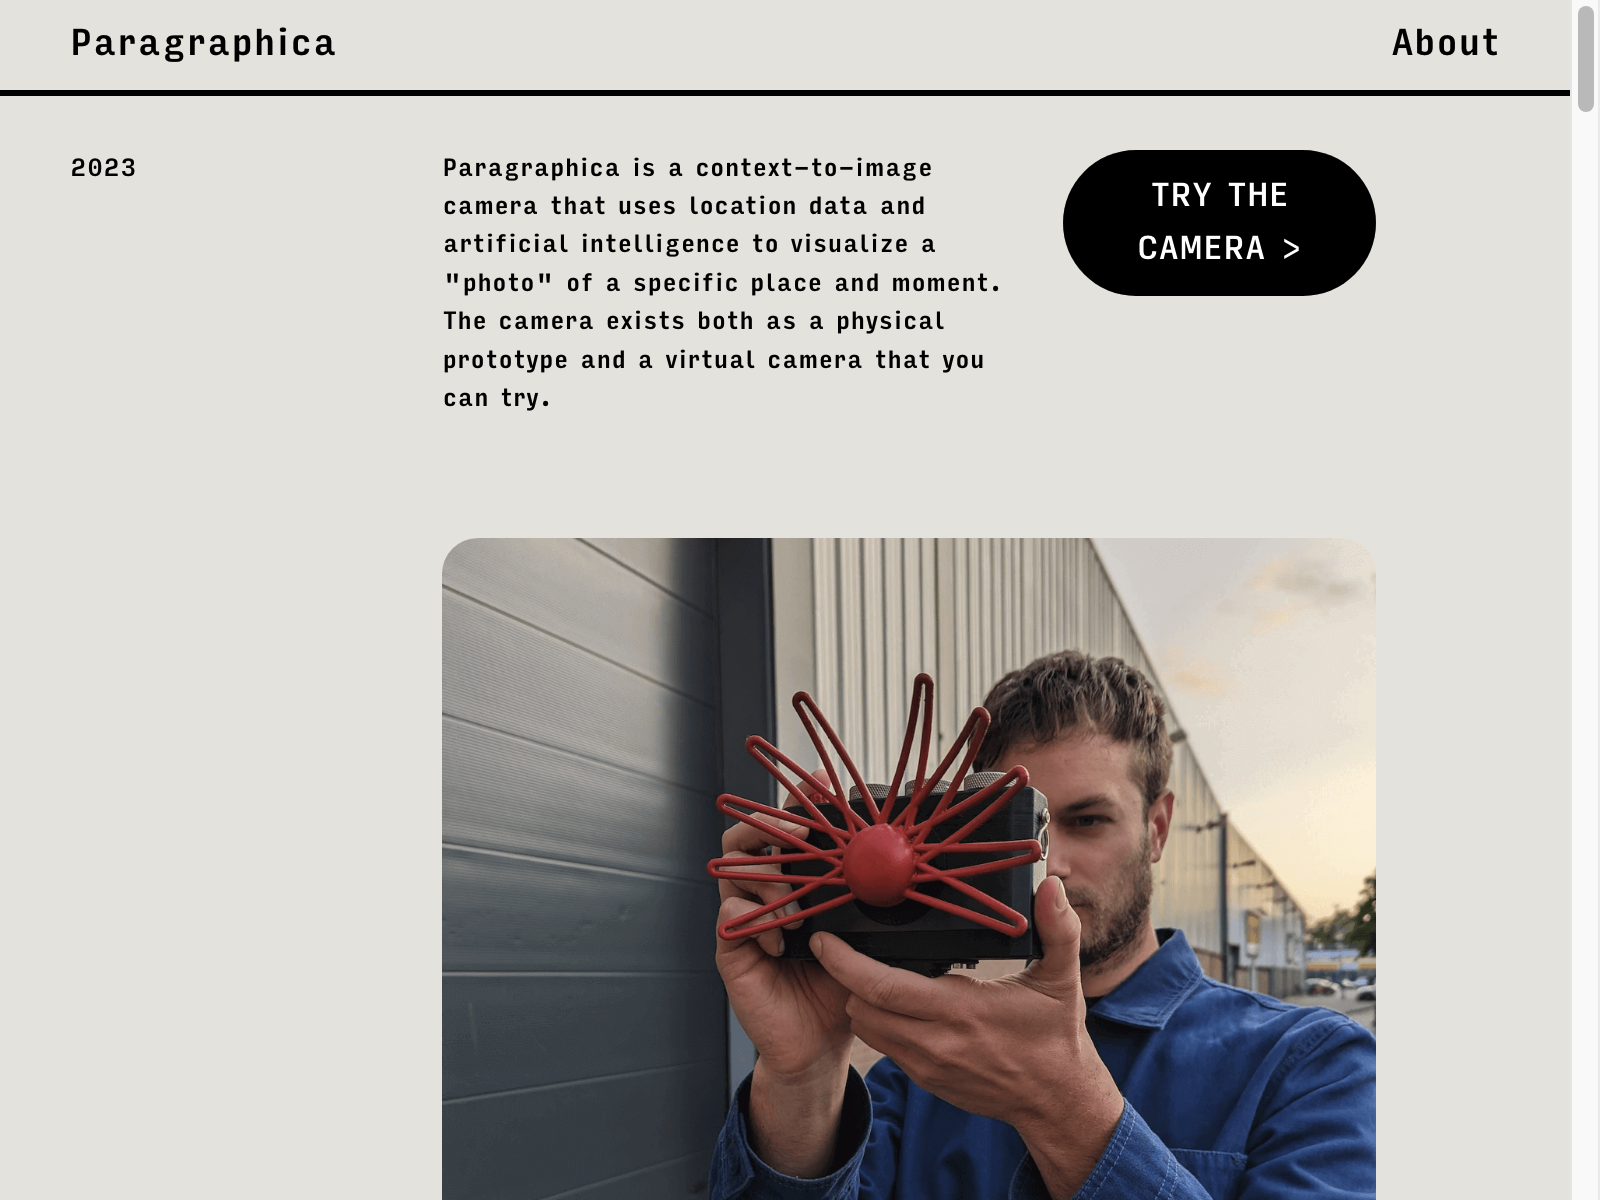 Paragraphica
About
2023
Paragraphica is a context-to-image
camera that uses location data and
artificial intelligence to visualize a
"photo" of a specific place and moment.
The camera exists both as a physical
prototype and a virtual camera that you
can try.
TRY THE
CAMERA >